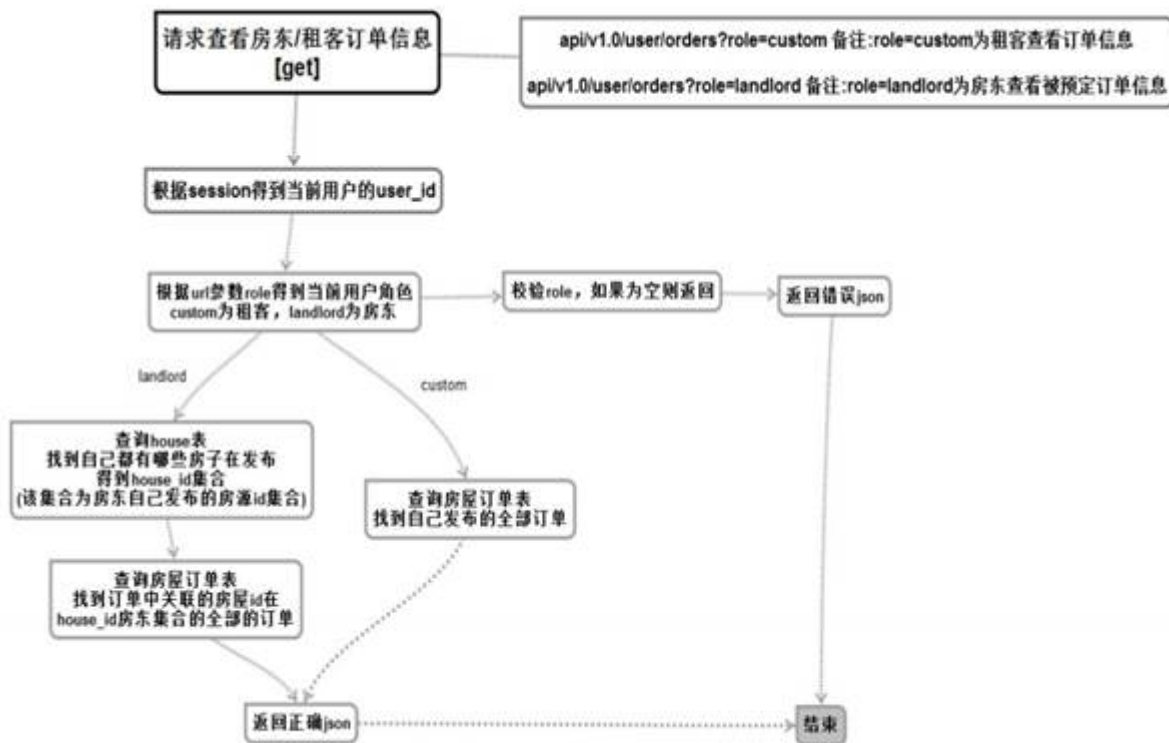 请求查看房东/租客订单信息
[get]
api/v1.0/user/orders?role=custom 备注:role=custom为租客查看订单信息
api/v1.0/user/orders?role=landlord 备注:role=landlord为房东查看被预定订单信息
根据session得到当前用户的user_id
根据url参数role得到当前用户角色
custom为租客，landlord为房东
校验role，如果为空则返回
返回错误json
landlord
custom
查询house表
找到自己都有哪些房子在发布
得到house_id集合
(该集合为房东自己发布的房源id集合)
查询房屋订单表
找到自己发布的全部订单
查询房屋订单表
找到订单中关联的房屋id在
house_id房东集合的全部的订单
返回正确json
结束